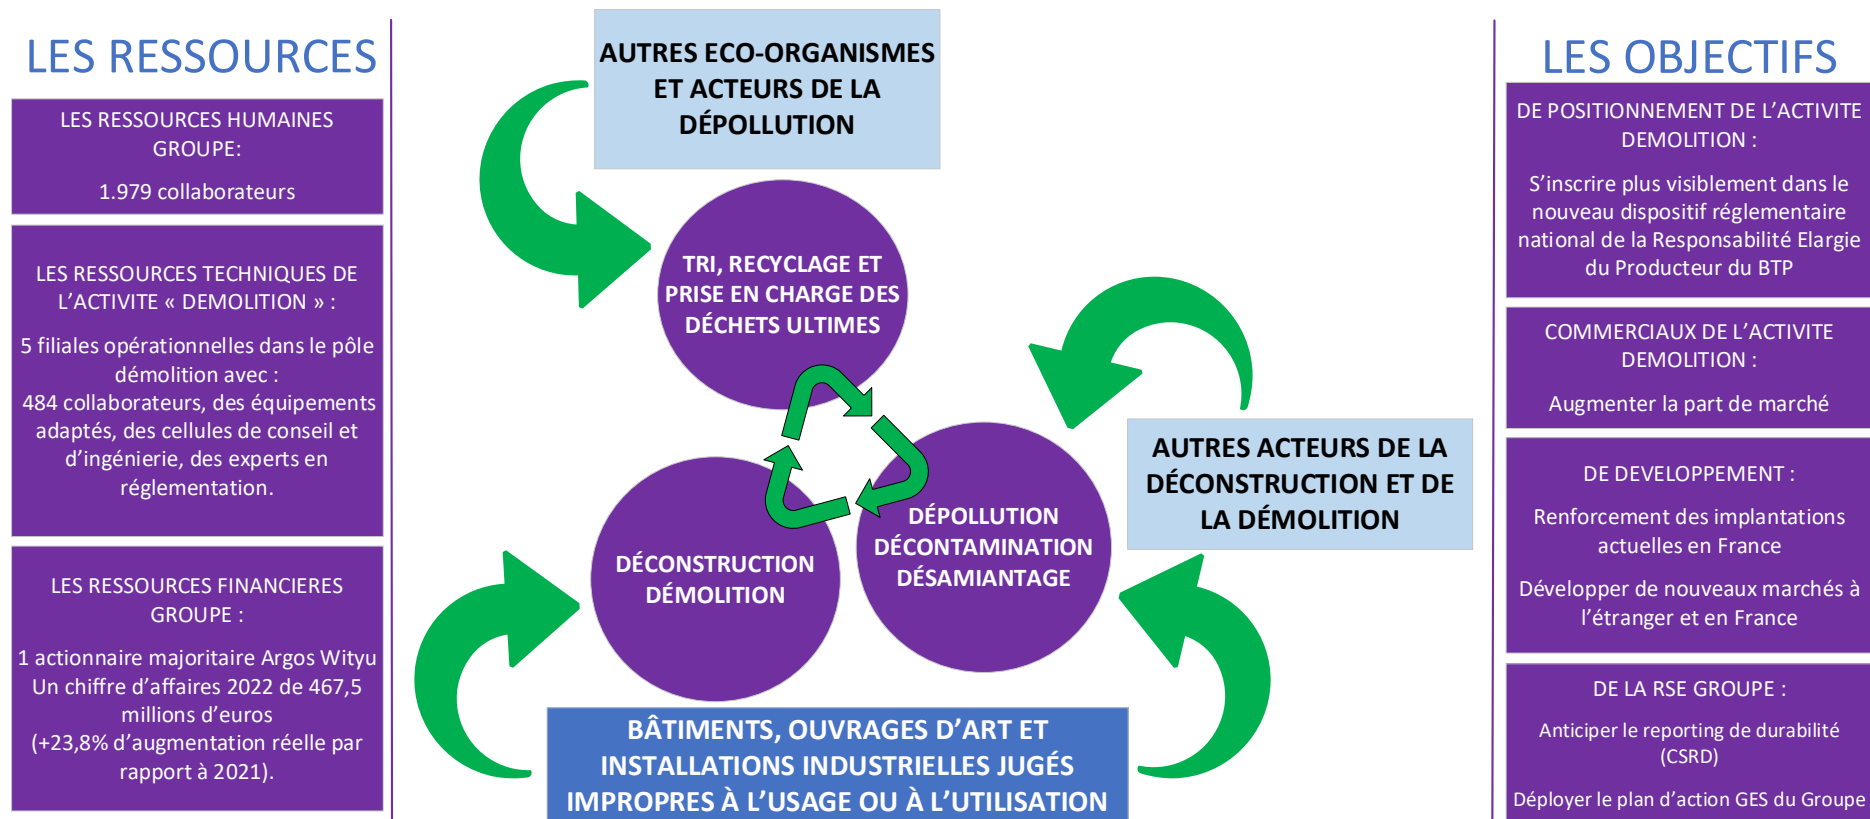 LES RESSOURCES
LES RESSOURCES HUMAINES
GROUPE:
1.979 collaborateurs
LES RESSOURCES TECHNIQUES DE
L’ACTIVITE « DEMOLITION » :
5 filiales opérationnelles dans le pôle
démolition avec :
484 collaborateurs, des équipements
adaptés, des cellules de conseil et
d’ingénierie, des experts en
réglementation.
LES RESSOURCES FINANCIERES
GROUPE :
1 actionnaire majoritaire Argos Wityu
Un chiffre d’affaires 2022 de 467,5
millions d’euros
(+23,8% d’augmentation réelle par
rapport à 2021).
AUTRES ECO-ORGANISMES
ET ACTEURS DE LA
DÉPOLLUTION
TRI, RECYCLAGE ET
PRISE EN CHARGE DES
DÉCHETS ULTIMES
AUTRES ACTEURS DE LA
DÉCONSTRUCTION ET DE
LA DÉMOLITION
DÉPOLLUTION
DÉCONTAMINATION
DÉSAMIANTAGE
DÉCONSTRUCTION
DÉMOLITION
BÂTIMENTS, OUVRAGES D’ART ET
INSTALLATIONS INDUSTRIELLES JUGÉS
IMPROPRES À L’USAGE OU À L’UTILISATION
LES OBJECTIFS
DE POSITIONNEMENT DE L’ACTIVITE
DEMOLITION :
S’inscrire plus visiblement dans le
nouveau dispositif réglementaire
national de la Responsabilité Elargie
du Producteur du BTP
COMMERCIAUX DE L’ACTIVITE
DEMOLITION :
Augmenter la part de marché
DE DEVELOPPEMENT :
Renforcement des implantations
actuelles en France
Développer de nouveaux marchés à
l’étranger et en France
DE LA RSE GROUPE :
Anticiper le reporting de durabilité
(CSRD)
Déployer le plan d’action GES du Groupe